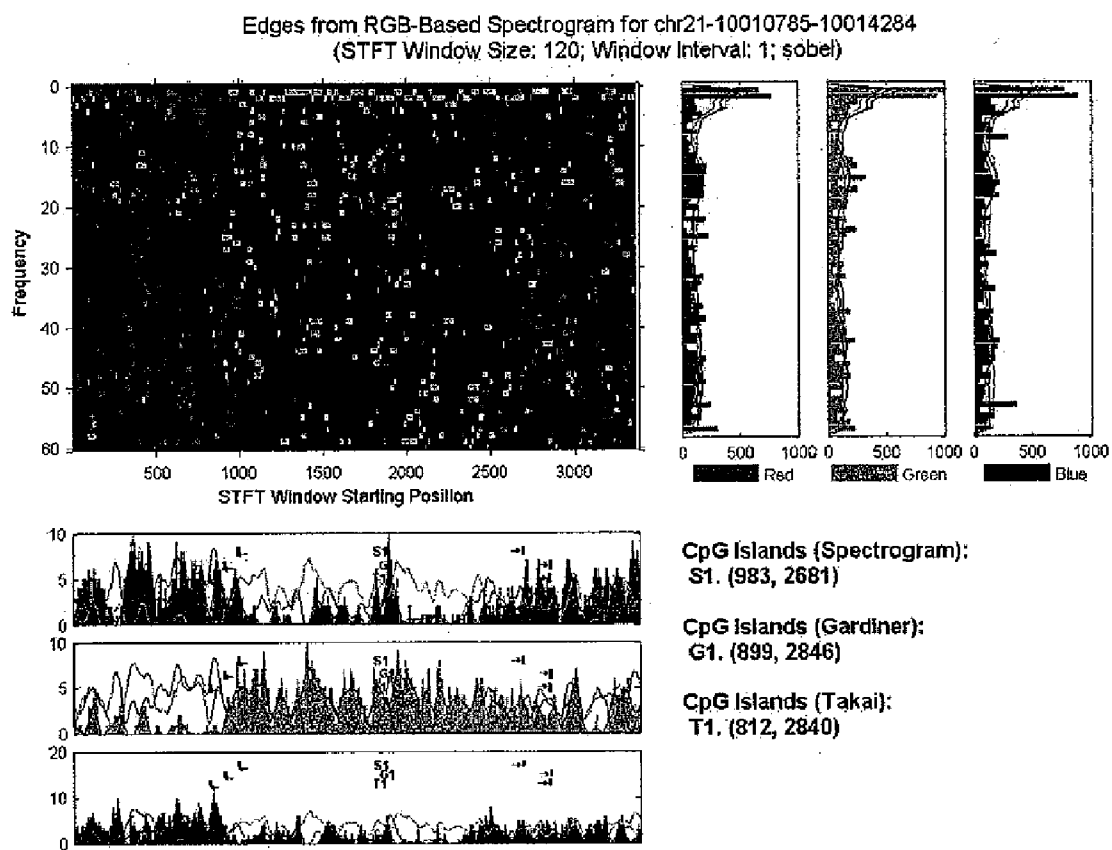 Edges from RGB-Based Spectrogram for chr21-10010785-10014284
(STFT Window Size: 120; Window Interval: 1; sobel)
0
10
20
30
40
50
60
Frequency
500 1000 1500 2000 2500 3000
STFT Window Starting Position
0 500 1000
0 500 1000
0 500 1000
Red
Green
Blue
10
5
0
S1
10
5
0
S1
20
10
0
S1
G1
T1
CpG Islands (Spectrogram):
S1. (983, 2681)
CpG Islands (Gardiner):
G1. (899, 2846)
CpG Islands (Takai):
T1. (812, 2840)